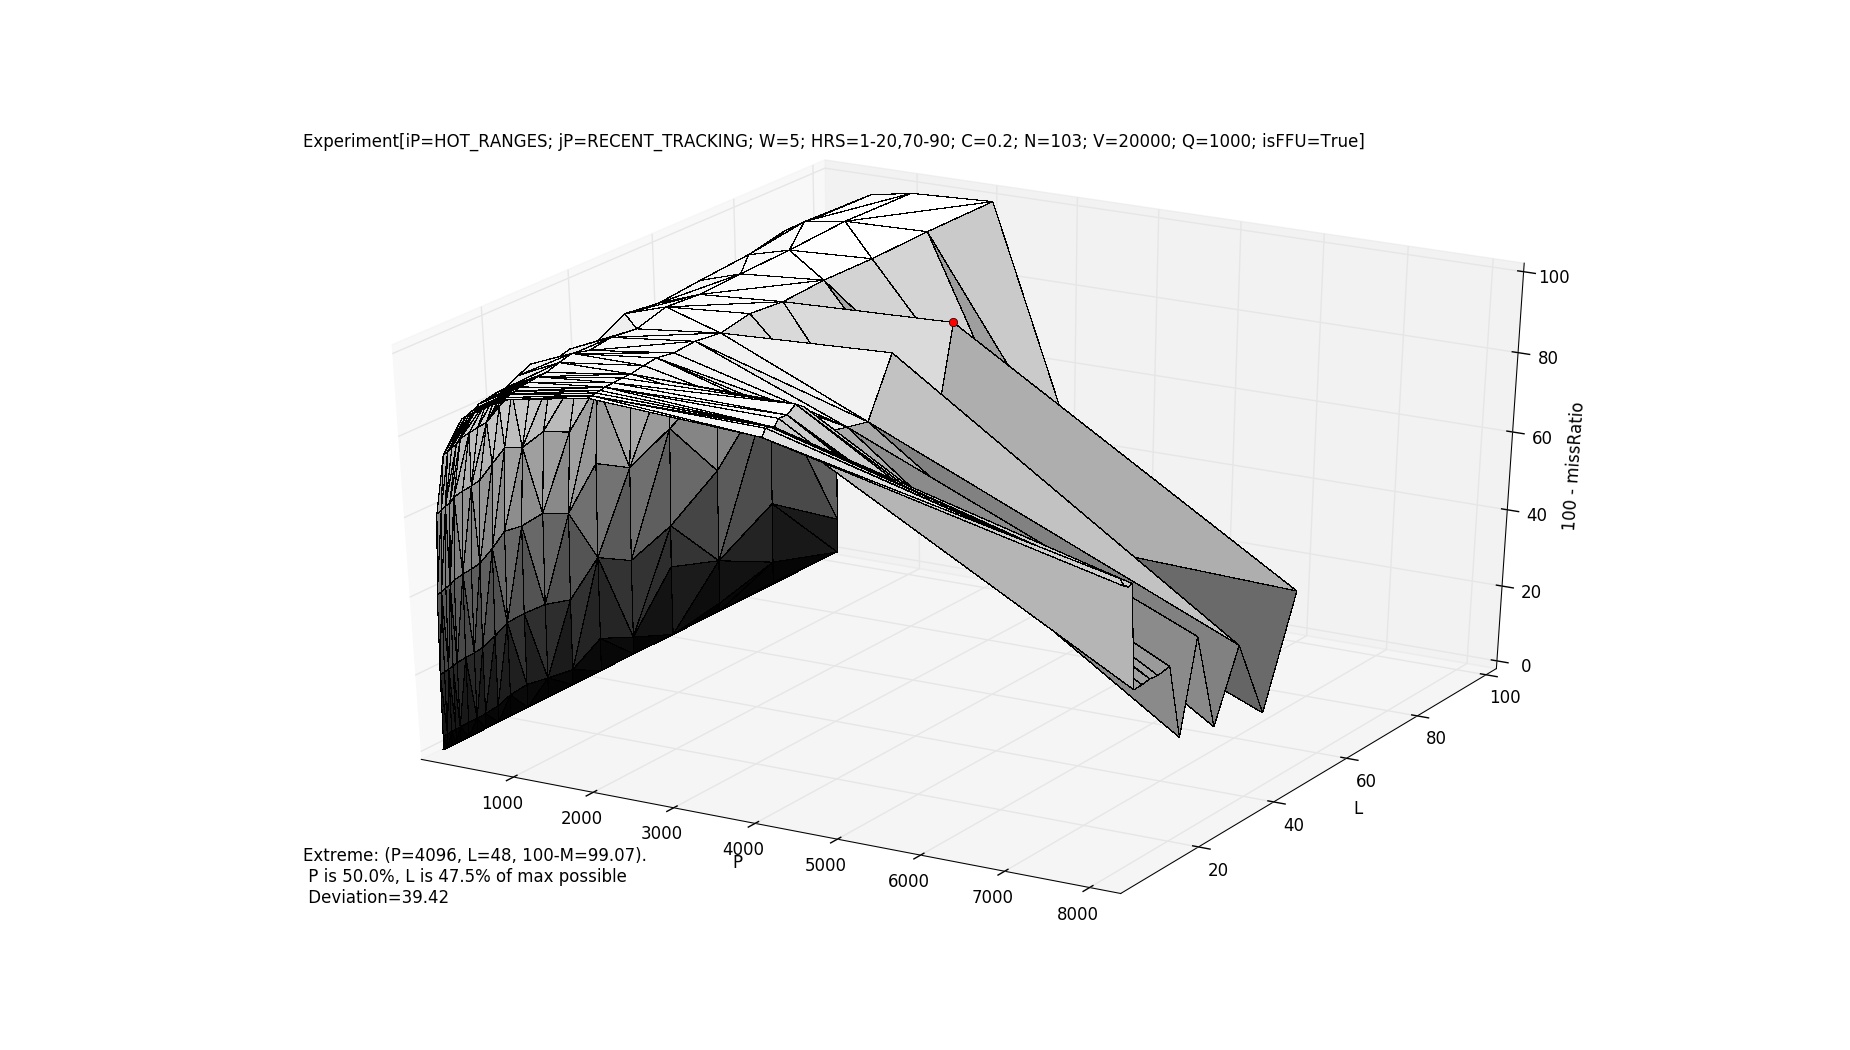 Experiment[iP=HOT_RANGES; jP=RECENT_TRACKING; W=5; HRS=1-20,70-90; C=0.2; N=103; V=20000; Q=1000; isFFU=True]
100
80
60
40
20
0
100 - missRatio
100
80
60
40
20
L
1000
2000
3000
4000
5000
6000
7000
8000
P
Extreme: (P=4096, L=48, 100-M=99.07).
P is 50.0%, L is 47.5% of max possible
Deviation=39.42